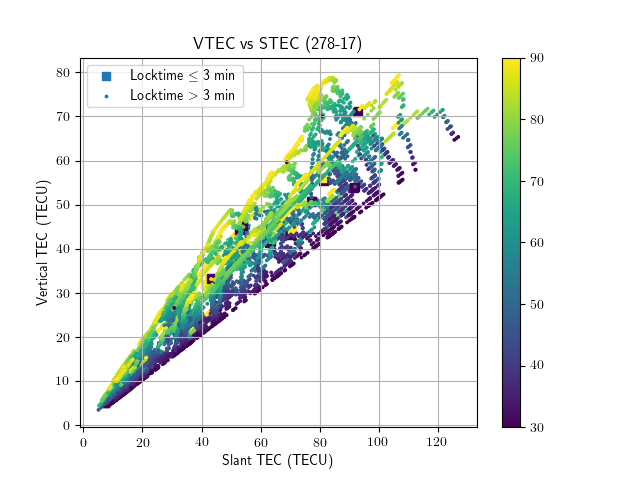 VTEC vs STEC (278-17)
Locktime ≤ 3 min
Locktime > 3 min
Vertical TEC (TECU)
80
70
60
50
40
30
20
10
0
0 20 40 60 80 100 120
Slant TEC (TECU)
90
80
70
60
50
40
30